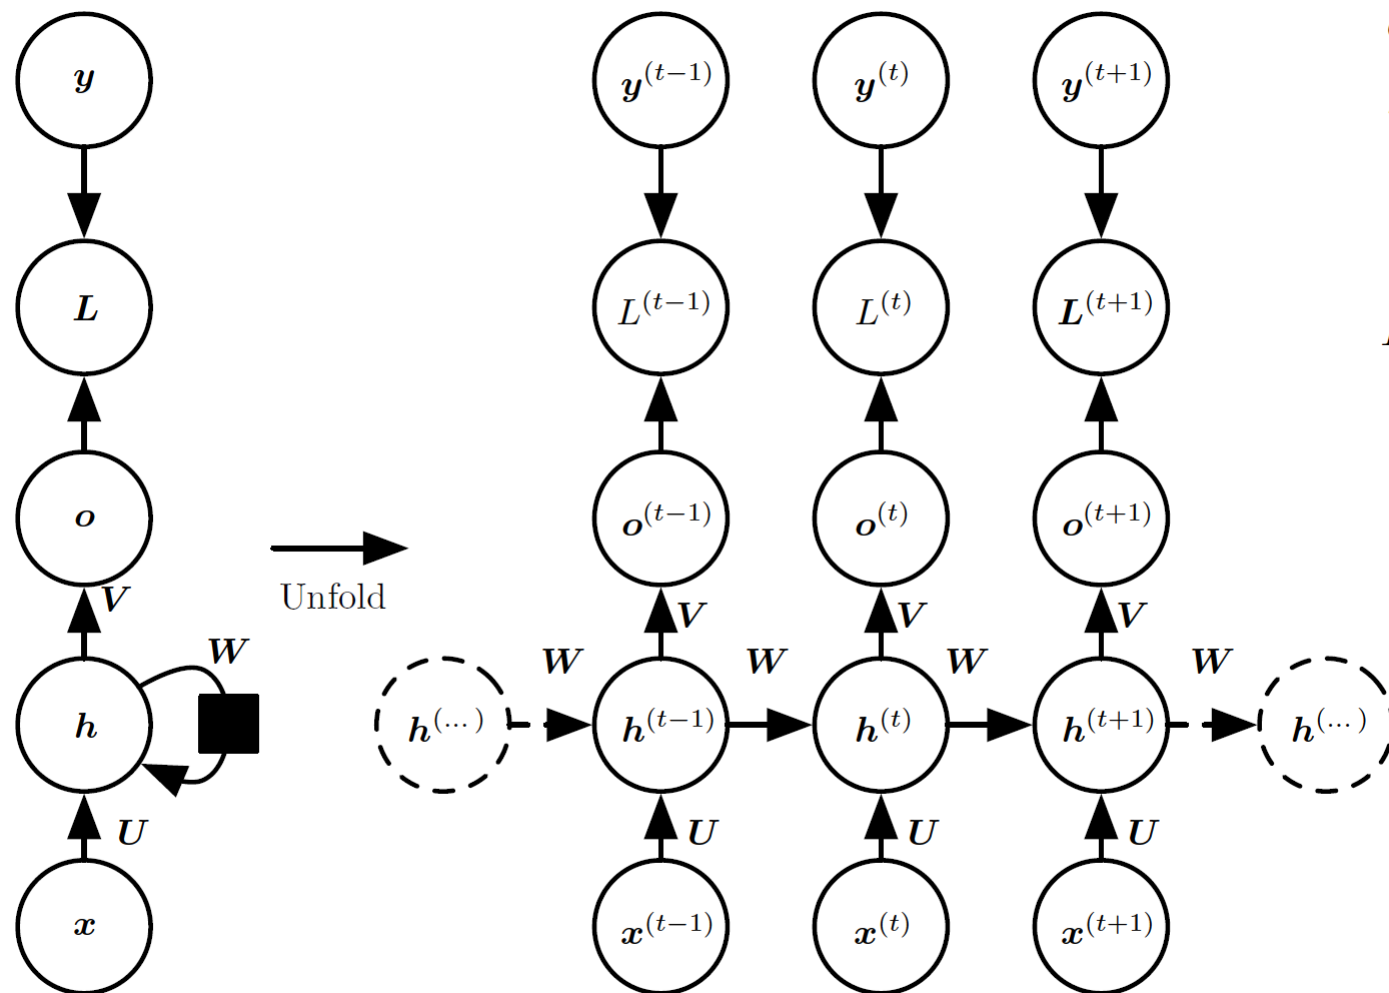 y y^(t−1) y^(t) y^(t+1)
L L^(t−1) L^(t) L^(t+1)
o o^(t−1) o^(t) o^(t+1)
Unfold
V V V V
W W W W W
h h^(...) h^(t−1) h^(t) h^(t+1) h^(...)
U U U U
x x^(t−1) x^(t) x^(t+1)